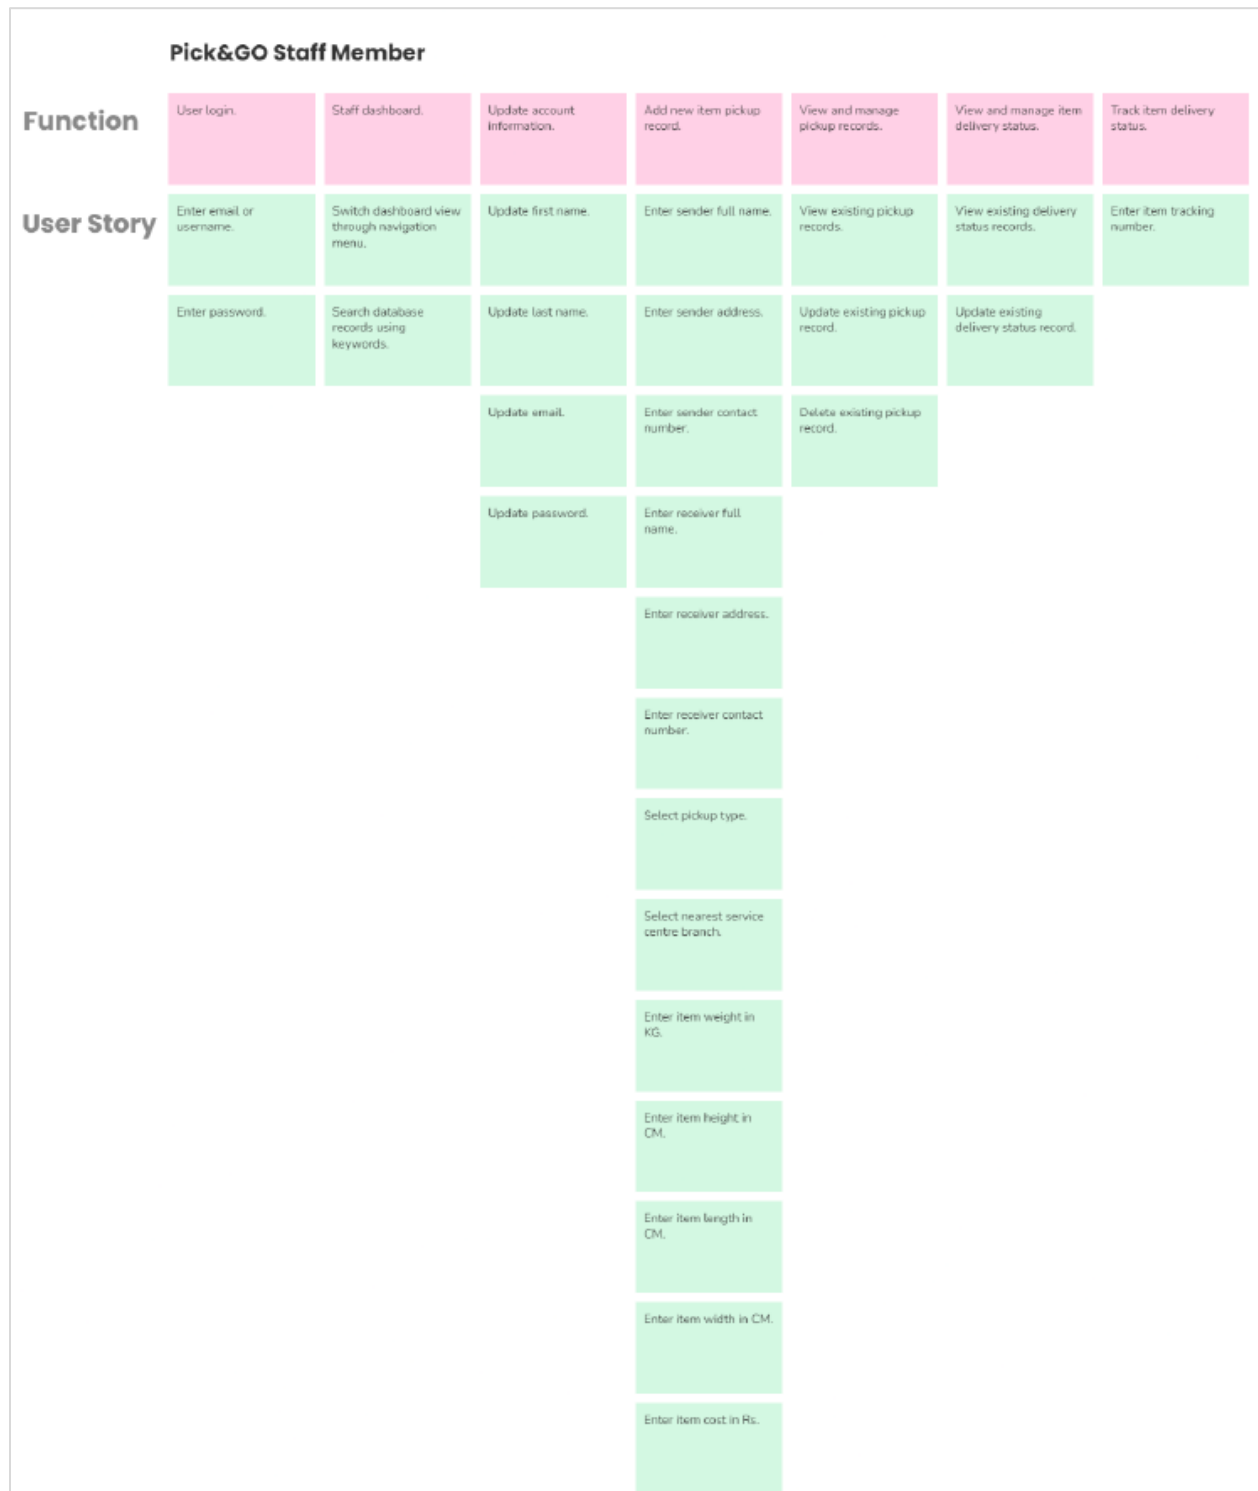 Pick&GO Staff Member
Function
User login.
Staff dashboard.
Update account
information.
Add new item pickup
record.
View and manage
pickup records.
View and manage item
delivery status.
Track item delivery
status.
User Story
Enter email or
username.
Switch dashboard view
through navigation
menu.
Update first name.
Enter sender full name.
View existing pickup
records.
View existing delivery
status records.
Enter item tracking
number.
Enter password.
Search database
records using
keywords.
Update last name.
Enter sender address.
Update existing pickup
record.
Update existing
delivery status record.
Update email.
Enter sender contact
number.
Delete existing pickup
record.
Update password.
Enter receiver full
name.
Enter receiver address.
Enter receiver contact
number.
Select pickup type.
Select nearest service
centre branch.
Enter item weight in
KG.
Enter item height in
CM.
Enter item length in
CM.
Enter item width in CM.
Enter item cost in Rs.